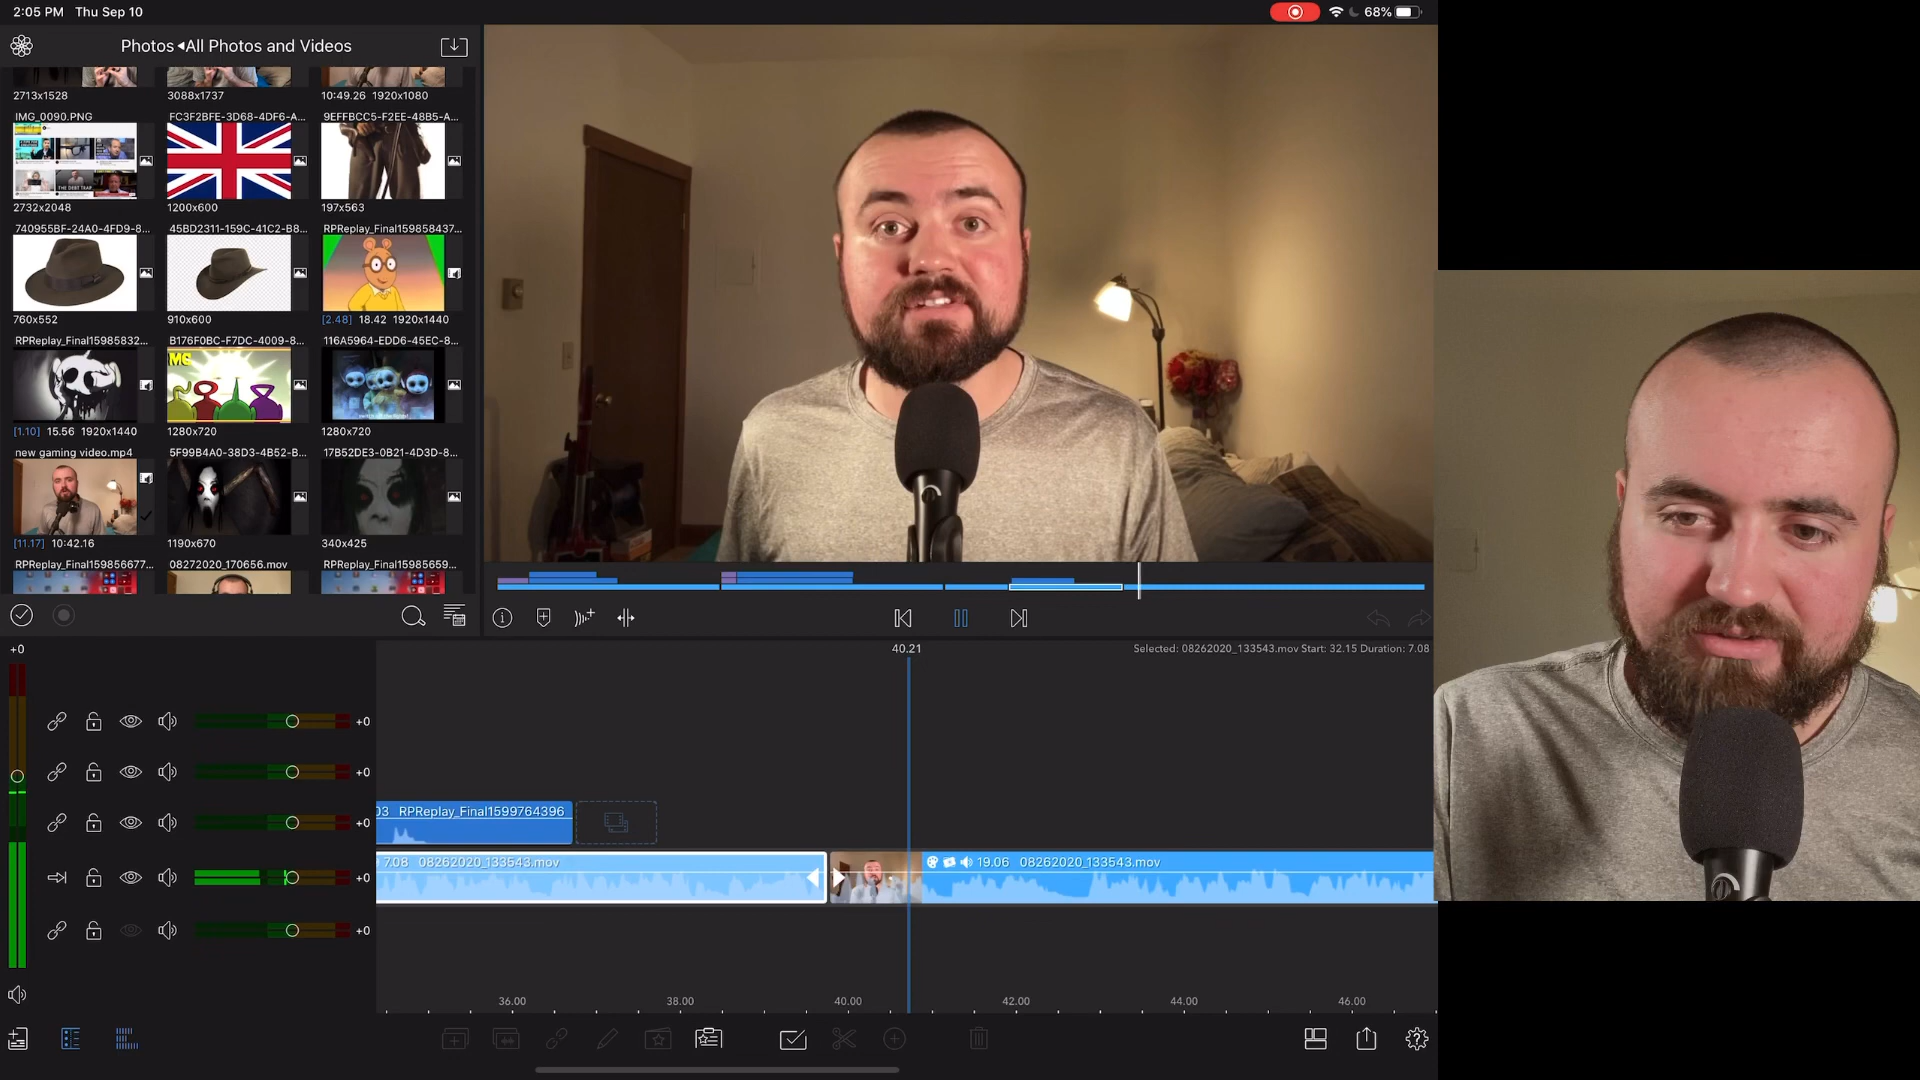 2:05 PM Thu Sep 10
68%
Photos ◂All Photos and Videos
2713x1528
3088x1737
10:49.26 1920x1080
IMG_0090.PNG
FC3F2BFE-3D68-4DF6-A...
9EFFBCC5-F2EE-48B5-A...
THE DEBT TRAP
2732x2048
1200x600
197x563
740955BF-24A0-4FD9-8...
45BD2311-159C-41C2-B8...
RPReplay_Final159858437...
760x552
910x600
[2.48] 18.42 1920x1440
RPReplay_Final15985832...
B176F0BC-F7DC-4009-8...
116A5964-EDD6-45EC-8...
[1.10] 15.56 1920x1440
1280x720
1280x720
new gaming video.mp4
5F99B4A0-38D3-4B52-B...
17B52DE3-0B21-4D3D-8...
[11.17] 10:42.16
1190x670
340x425
RPReplay_Final159856677...
08272020_170656.mov
RPReplay_Final15985659...
+0
40.21
Selected: 08262020_133543.mov Start: 32.15 Duration: 7.08
+0
+0
+0
03 RPReplay_Final1599764396
7.08 08262020_133543.mov
19.06 08262020_133543.mov
+0
+0
36.00
38.00
40.00
42.00
44.00
46.00